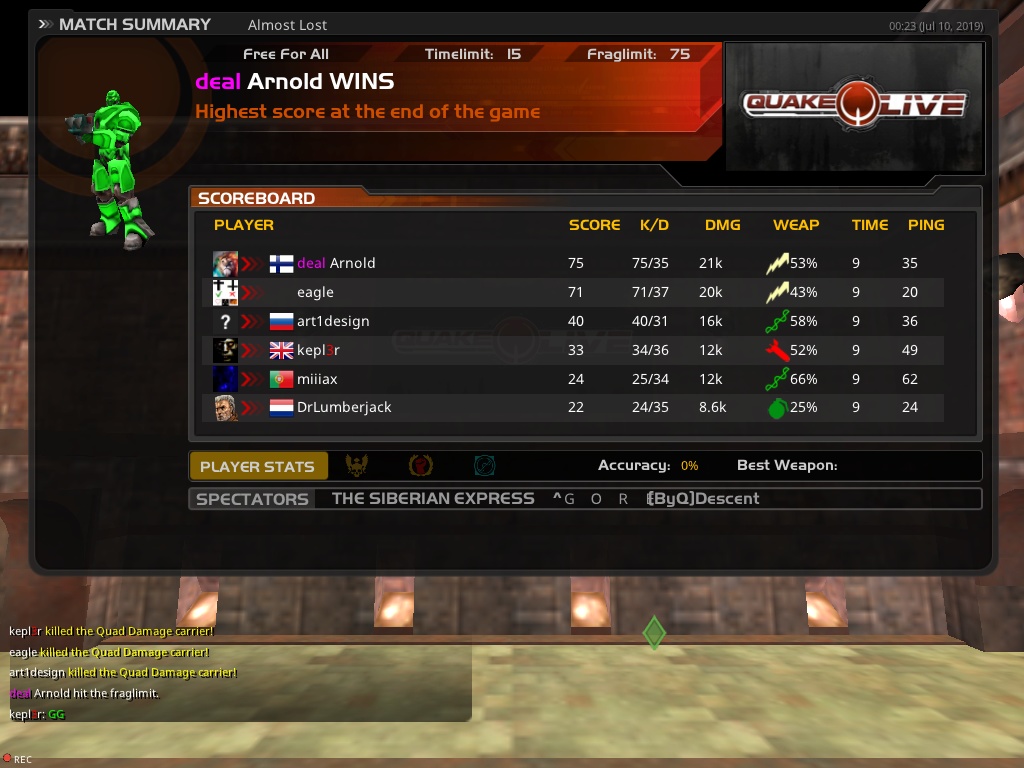 MATCH SUMMARY Almost Lost 00:23 (Jul 10, 2019)
Free For All Timelimit: 15 Fraglimit: 75
deal Arnold WINS
Highest score at the end of the game
QUAKE LIVE
SCOREBOARD
PLAYER SCORE K/D DMG WEAP TIME PING
deal Arnold 75 75/35 21k 53% 9 35
eagle 71 71/37 20k 43% 9 20
? art1design 40 40/31 16k 58% 9 36
kepl3r 33 34/36 12k 52% 9 49
miiiax 24 25/34 12k 66% 9 62
DrLumberjack 22 24/35 8.6k 25% 9 24
QUAKE LIVE
PLAYER STATS Accuracy: 0% Best Weapon:
SPECTATORS THE SIBERIAN EXPRESS ^G O R [ByQ]Descent
kepl3r killed the Quad Damage carrier!
eagle killed the Quad Damage carrier!
art1design killed the Quad Damage carrier!
deal Arnold hit the fraglimit.
kepl3r: GG
REC